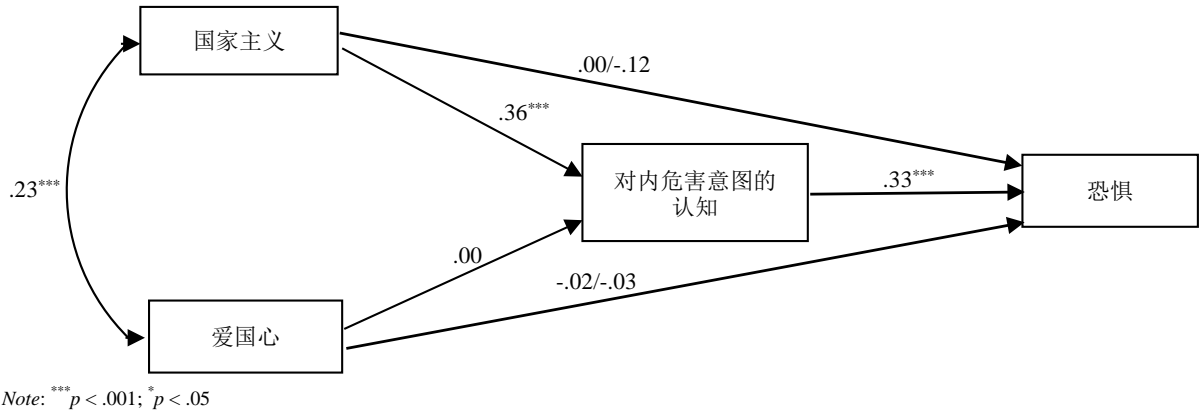 国家主义
.00/-.12
.36***
.23***
对内危害意图的
认知
.33***
恐惧
.00
-.02/-.03
爱国心
Note: ***p < .001; *p < .05